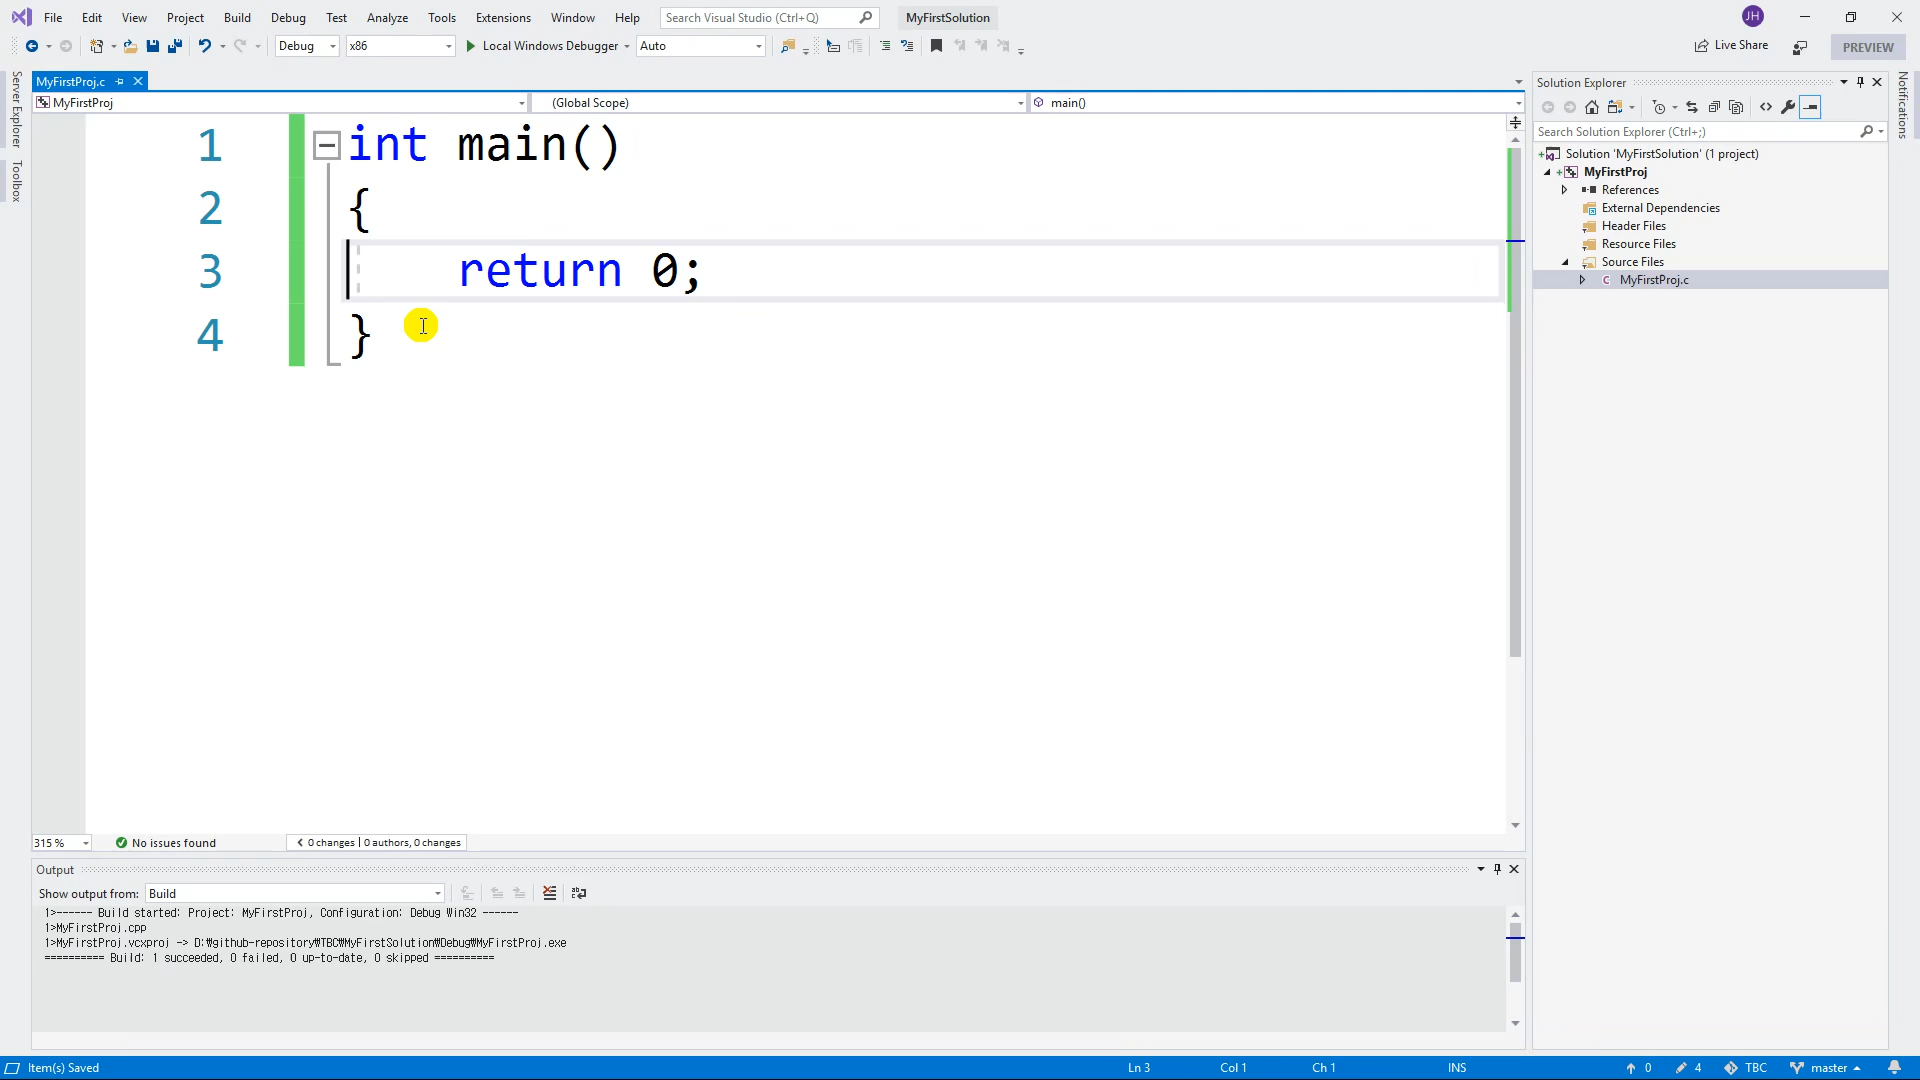 File Edit View Project Build Debug Test Analyze Tools Extensions Window Help Search Visual Studio (Ctrl+Q) MyFirstSolution JH
Debug x86 Local Windows Debugger Auto Live Share PREVIEW
Server Explorer
Toolbox
MyFirstProj.c
MyFirstProj (Global Scope) main()
1 int main()
2 {
3 return 0;
4 }
315 % No issues found 0 changes | 0 authors, 0 changes
Output
Show output from: Build
1>------ Build started: Project: MyFirstProj, Configuration: Debug Win32 ------
1>MyFirstProj.cpp
1>MyFirstProj.vcxproj -> D:₩github-repository₩TBC₩MyFirstSolution₩Debug₩MyFirstProj.exe
========== Build: 1 succeeded, 0 failed, 0 up-to-date, 0 skipped ==========
Solution Explorer
Search Solution Explorer (Ctrl+;)
Solution 'MyFirstSolution' (1 project)
MyFirstProj
References
External Dependencies
Header Files
Resource Files
Source Files
MyFirstProj.c
Notifications
Item(s) Saved Ln 3 Col 1 Ch 1 INS 0 4 TBC master